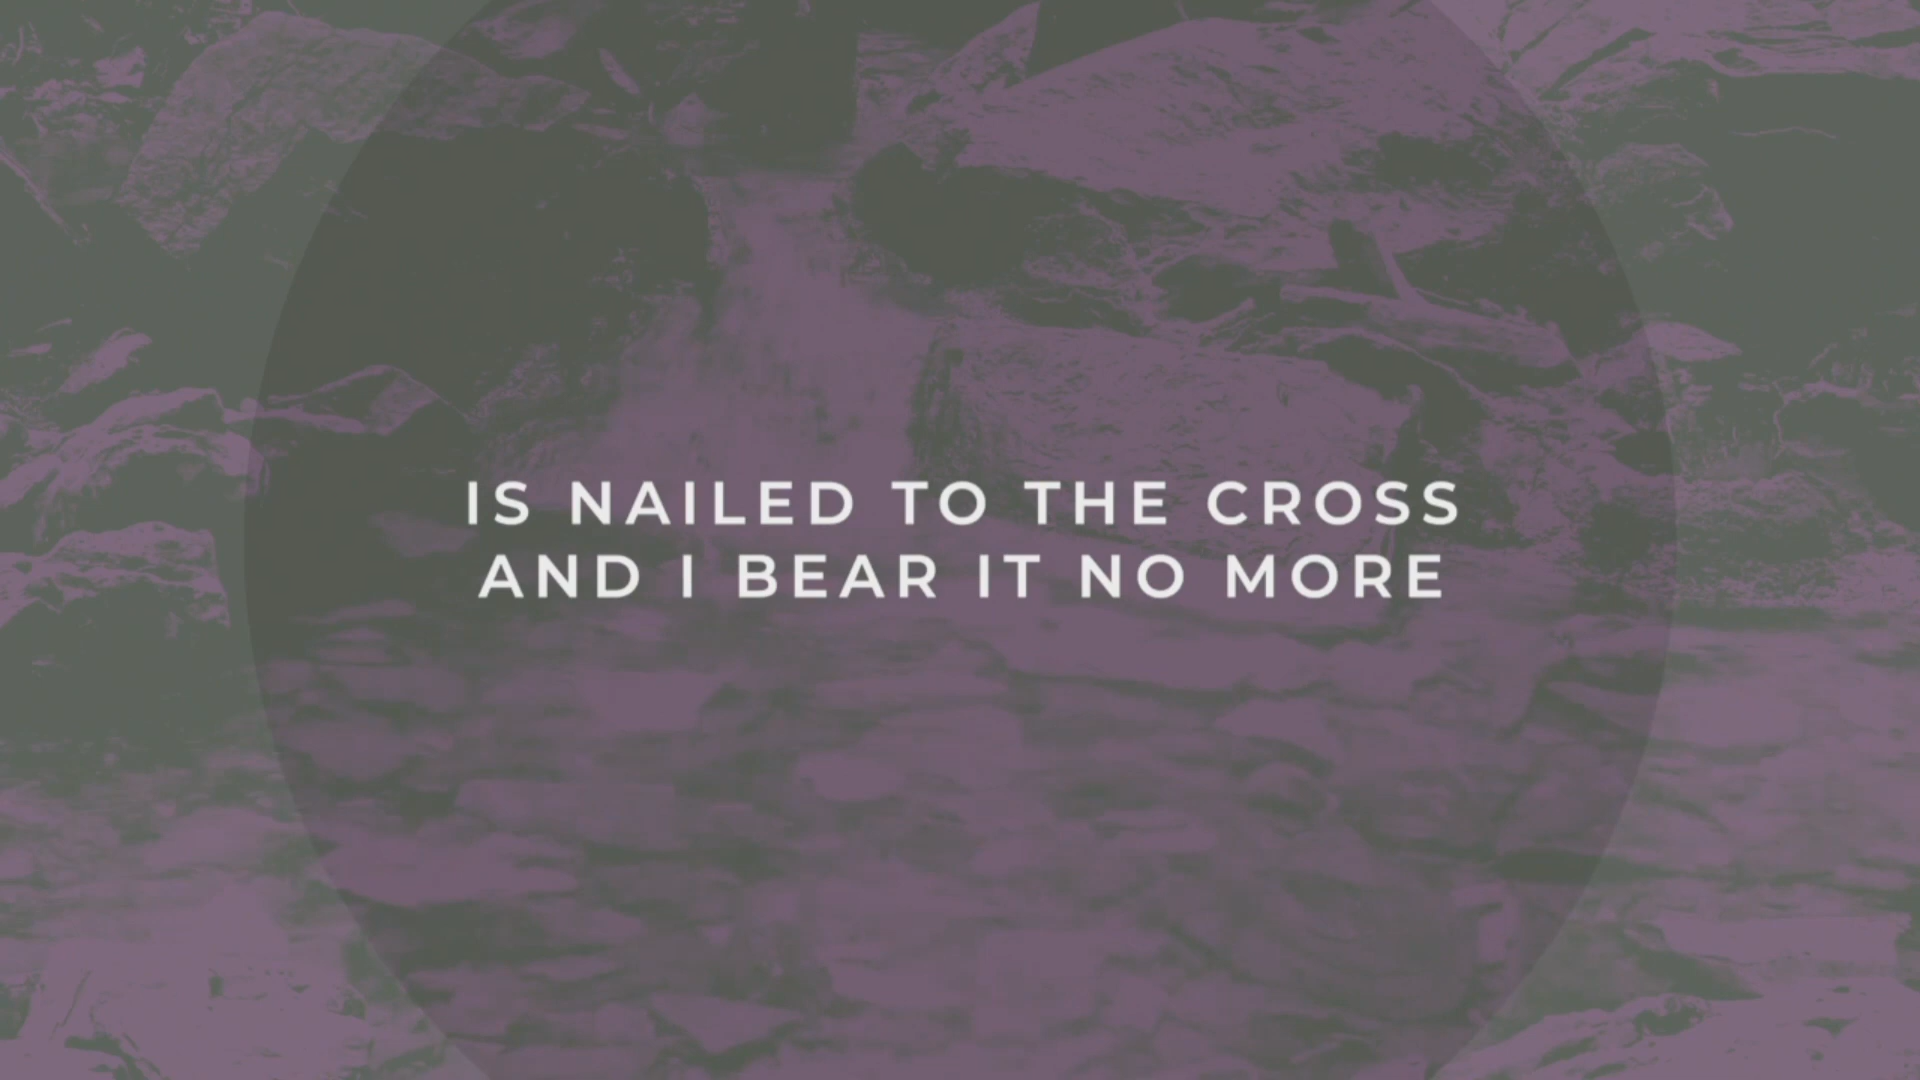 IS NAILED TO THE CROSS
AND I BEAR IT NO MORE